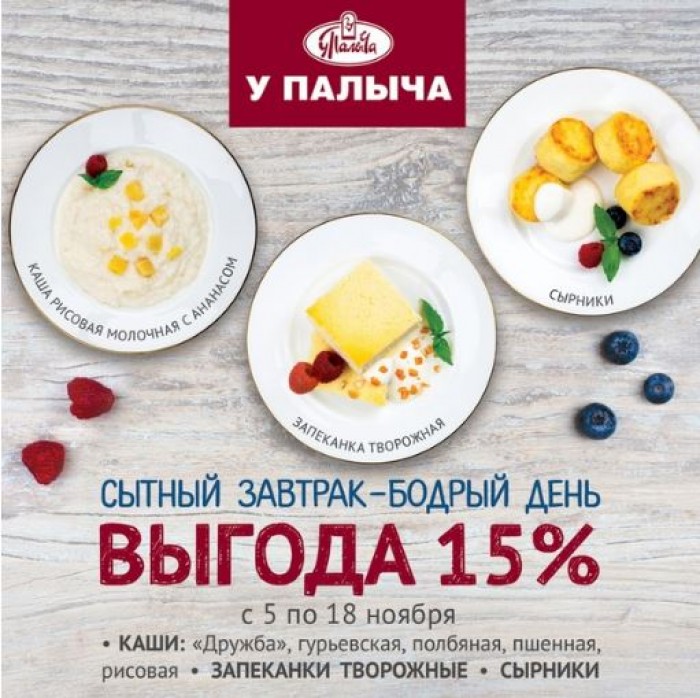 у Палыча
У ПАЛЫЧА
КАША РИСОВАЯ МОЛОЧНАЯ С АНАНАСОМ
ЗАПЕКАНКА ТВОРОЖНАЯ
СЫРНИКИ
СЫТНЫЙ ЗАВТРАК–БОДРЫЙ ДЕНЬ
ВЫГОДА 15%
с 5 по 18 ноября
• КАШИ: «Дружба», гурьевская, полбяная, пшенная,
рисовая • ЗАПЕКАНКИ ТВОРОЖНЫЕ • СЫРНИКИ